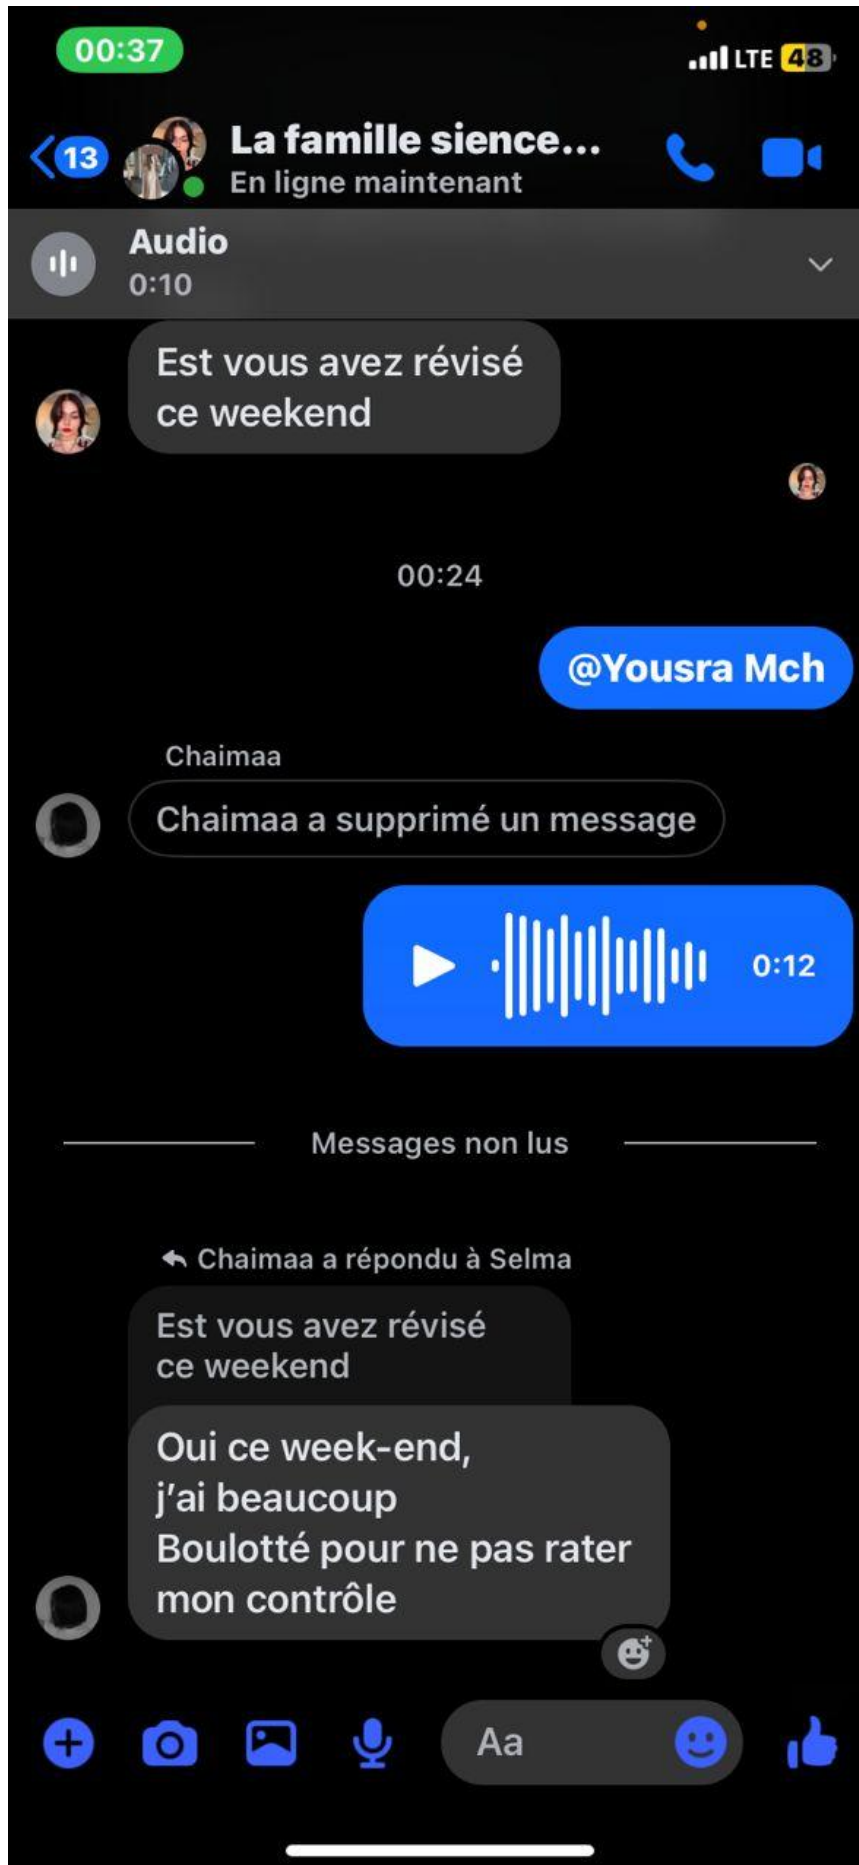 00:37
LTE 48
13
La famille sience...
En ligne maintenant
Audio
0:10
Est vous avez révisé
ce weekend
00:24
@Yousra Mch
Chaimaa
Chaimaa a supprimé un message
0:12
Messages non lus
Chaimaa a répondu à Selma
Est vous avez révisé
ce weekend
Oui ce week-end,
j'ai beaucoup
Boulotté pour ne pas rater
mon contrôle
Aa